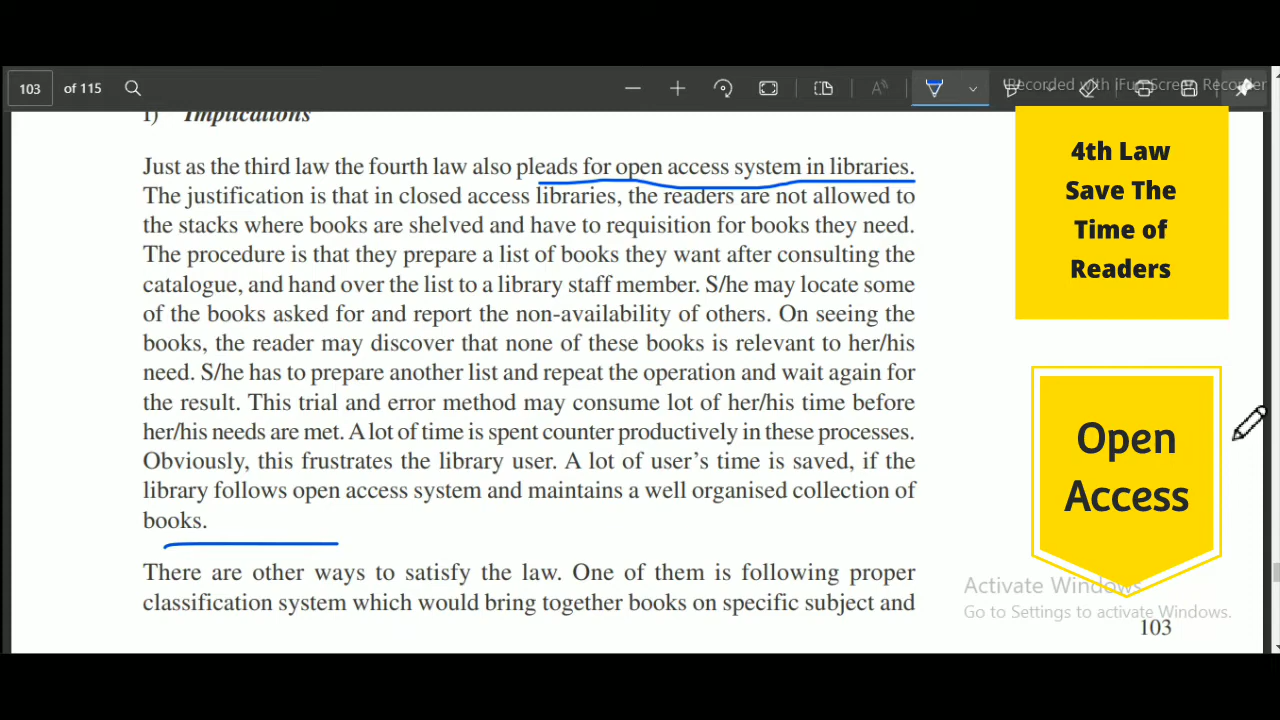 103
of 115
Recorded with iFun Screen Recorder
I) Implications
Just as the third law the fourth law also pleads for open access system in libraries.
The justification is that in closed access libraries, the readers are not allowed to
the stacks where books are shelved and have to requisition for books they need.
The procedure is that they prepare a list of books they want after consulting the
catalogue, and hand over the list to a library staff member. S/he may locate some
of the books asked for and report the non-availability of others. On seeing the
books, the reader may discover that none of these books is relevant to her/his
need. S/he has to prepare another list and repeat the operation and wait again for
the result. This trial and error method may consume lot of her/his time before
her/his needs are met. A lot of time is spent counter productively in these processes.
Obviously, this frustrates the library user. A lot of user's time is saved, if the
library follows open access system and maintains a well organised collection of
books.
There are other ways to satisfy the law. One of them is following proper
classification system which would bring together books on specific subject and
103
4th Law
Save The
Time of
Readers
Open
Access
Activate Windows
Go to Settings to activate Windows.